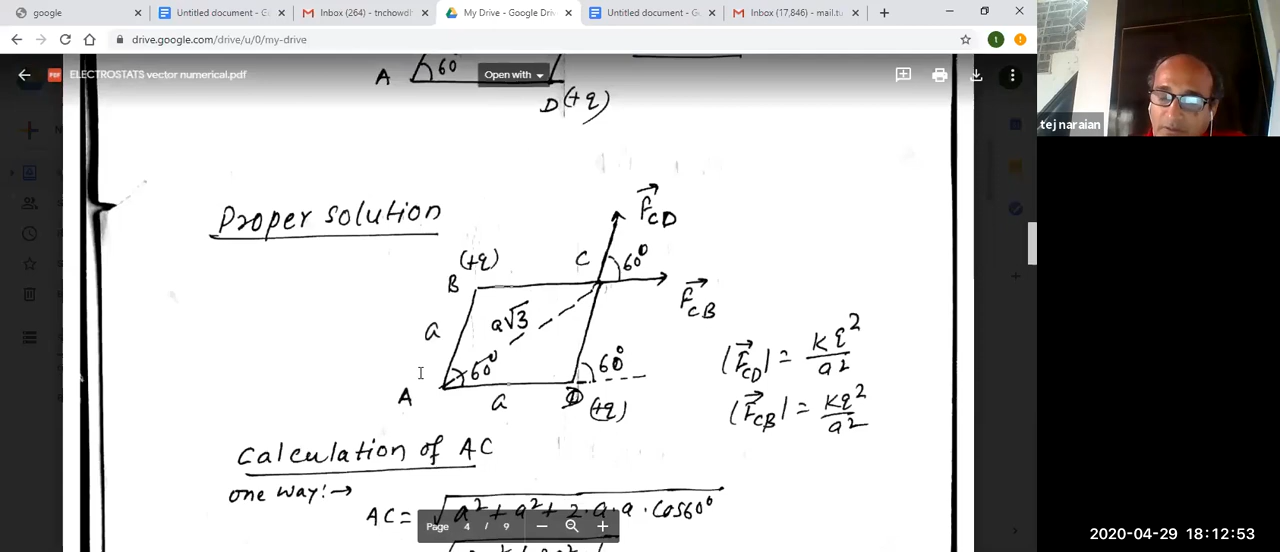 google
Untitled document - Go
Inbox (264) - tnchowdh
My Drive - Google Driv
Untitled document - Goo
Inbox (17,846) - mail.tu
drive.google.com/drive/u/0/my-drive
t
PDF
ELECTROSTATS vector numerical.pdf
Open with
A 60°
D (+q)
tej naraian
Proper solution
F⃗CD
(+q)
B
C
60°
F⃗CB
a
a√3
60°
60°
A
a
D
(+q)
|F⃗CD| = Kq²/a²
|F⃗CB| = Kq²/a²
Calculation of AC
one way:→
AC = √a² + a² + 2·a·a·cos60°
Page 4 / 9
2020-04-29 18:12:53